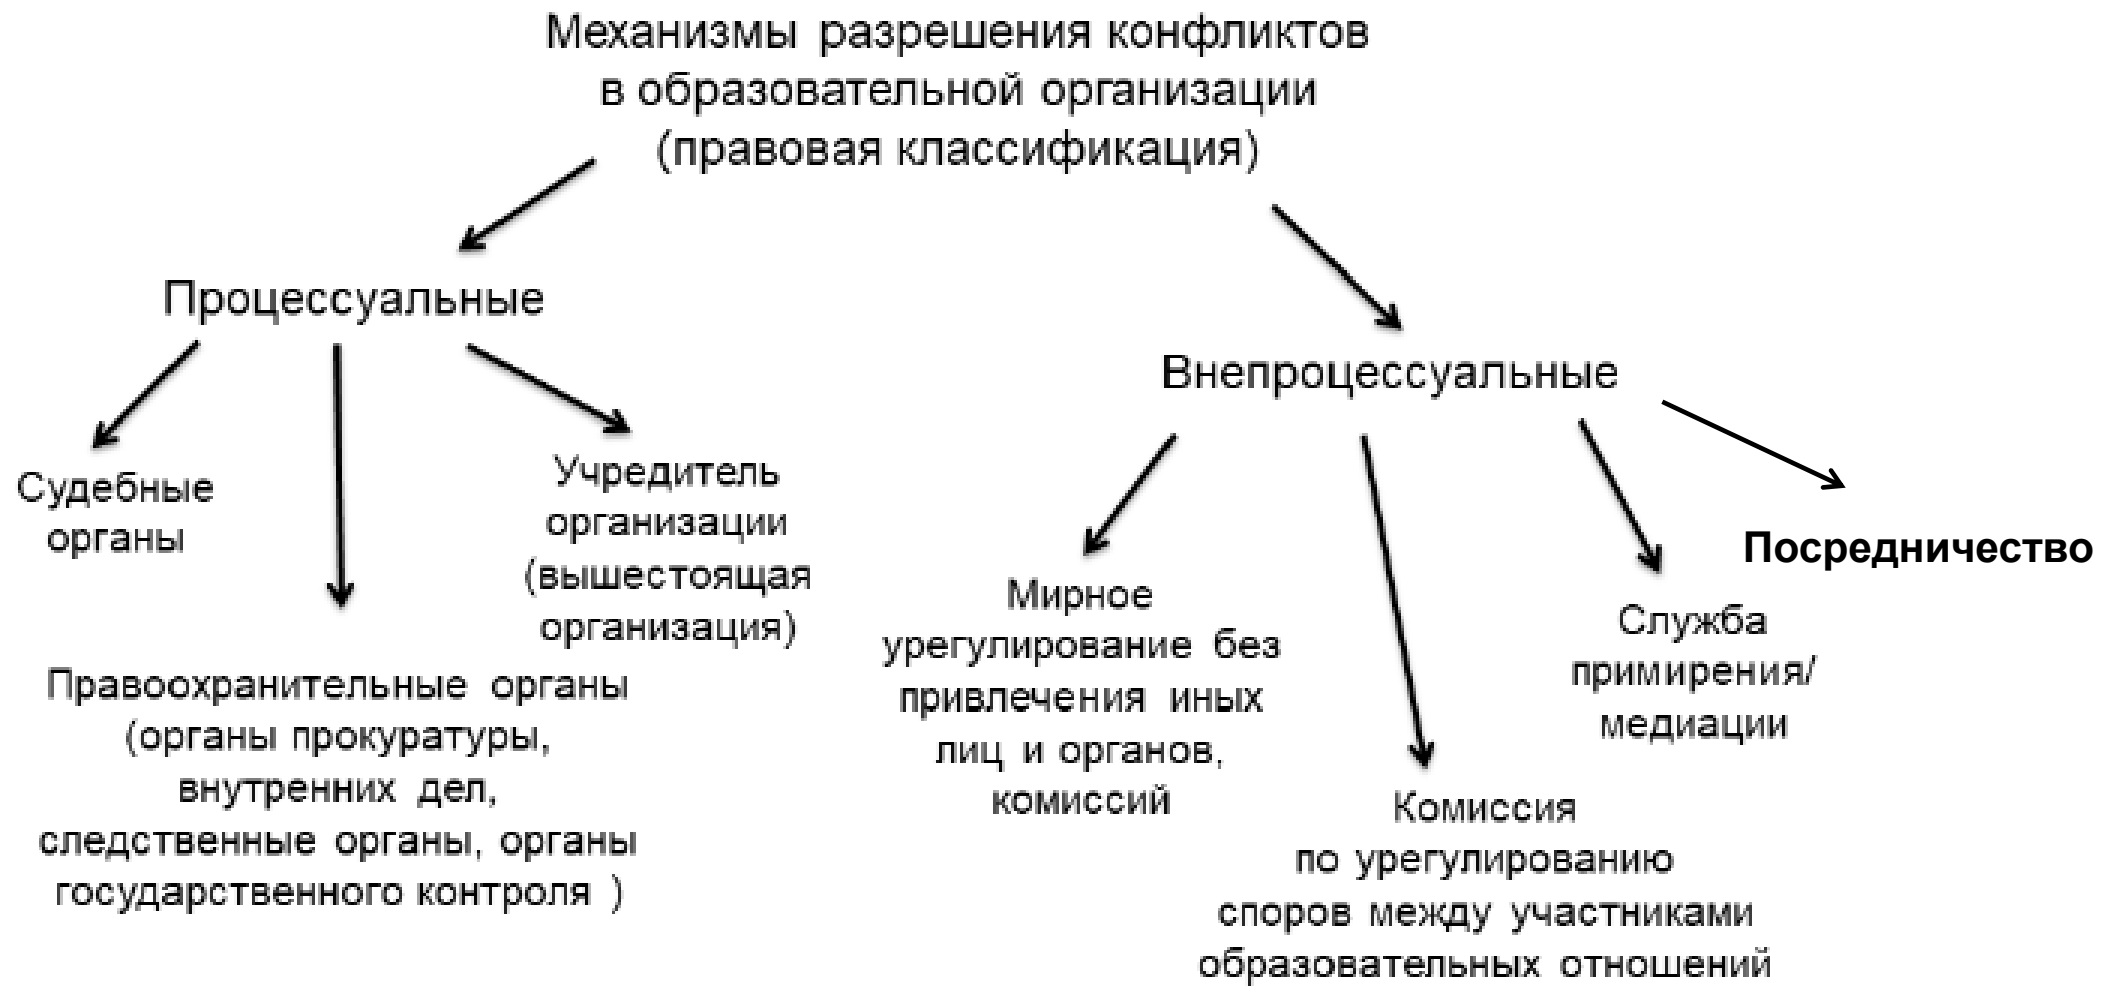 Механизмы разрешения конфликтов
в образовательной организации
(правовая классификация)
Процессуальные
Судебные
органы
Правоохранительные органы
(органы прокуратуры,
внутренних дел,
следственные органы, органы
государственного контроля )
Учредитель
организации
(вышестоящая
организация)
Внепроцессуальные
Мирное
урегулирование без
привлечения иных
лиц и органов,
комиссий
Комиссия
по урегулированию
споров между участниками
образовательных отношений
Служба
примирения/
медиации
Посредничество